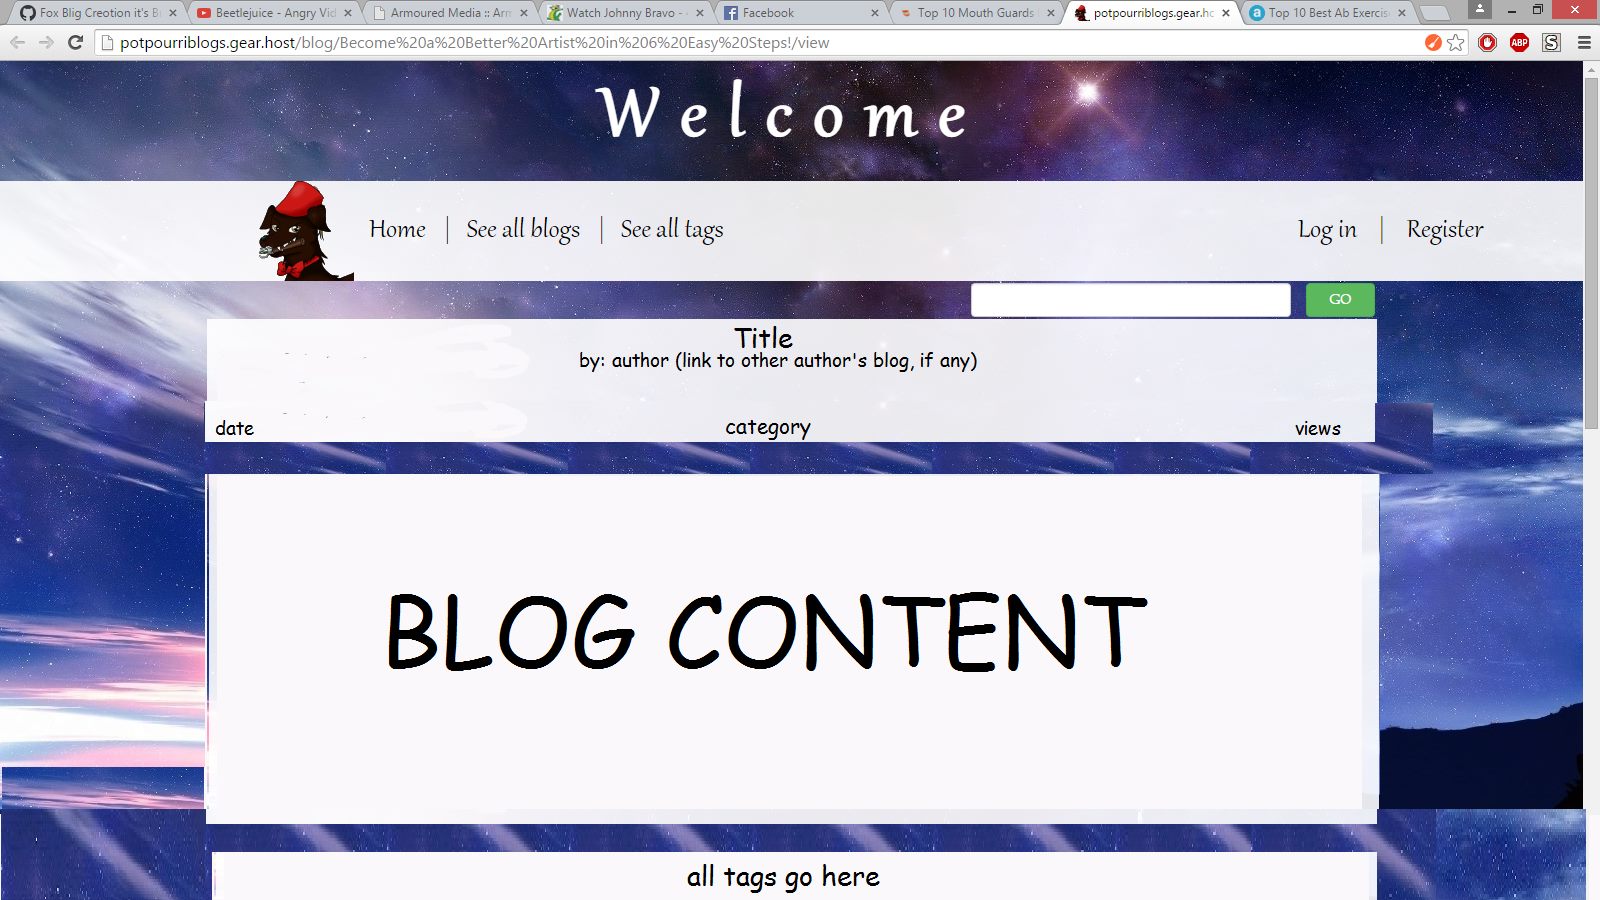 Fox Blig Creotion it's B
Beetlejuice - Angry Vid
Armoured Media :: Arm
Watch Johnny Bravo -
Facebook
Top 10 Mouth Guards
potpourriblogs.gear.ho
Top 10 Best Ab Exercis
potpourriblogs.gear.host/blog/Become%20a%20Better%20Artist%20in%206%20Easy%20Steps!/view
ABP
S
Welcome
Home | See all blogs | See all tags
Log in | Register
GO
Title
by: author (link to other author's blog, if any)
date category views
BLOG CONTENT
all tags go here